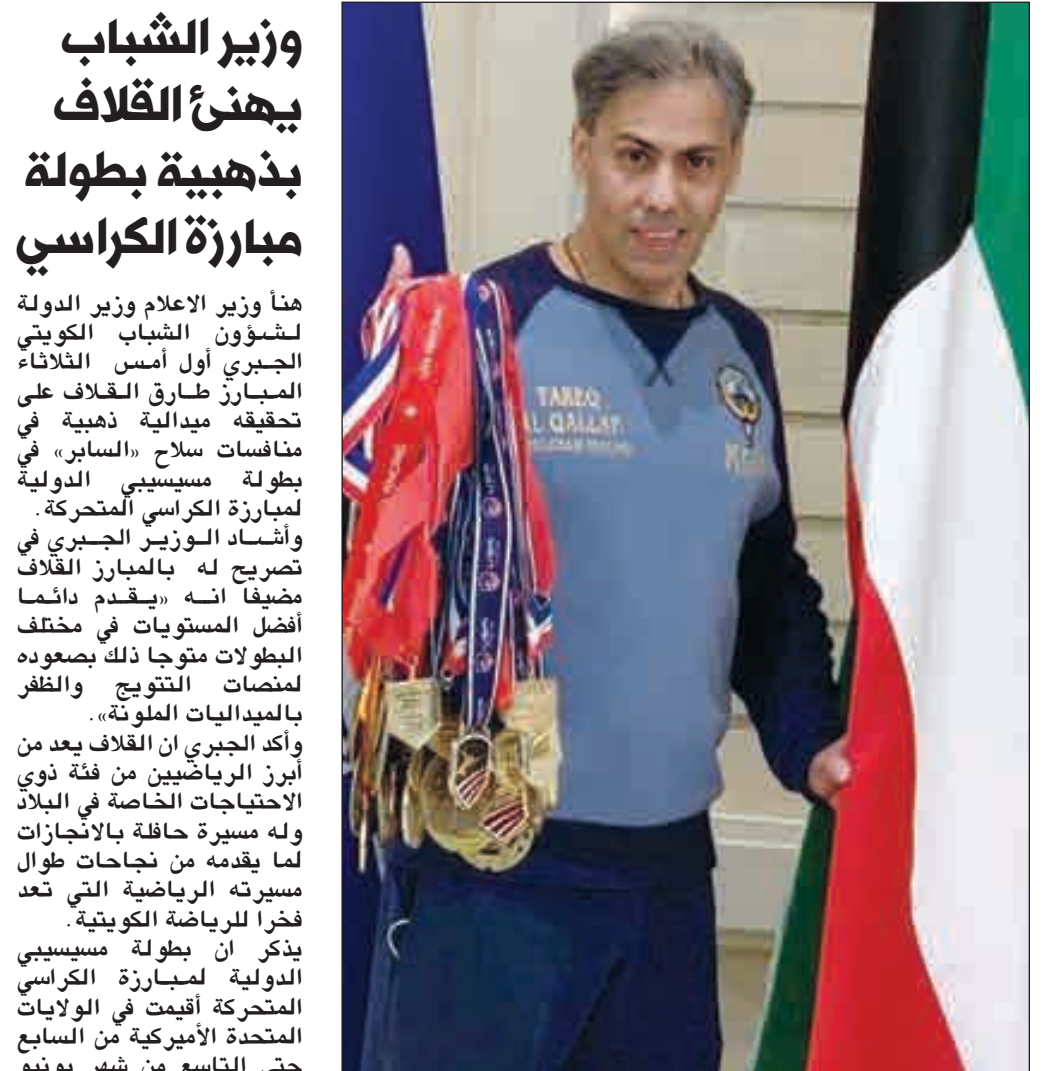 وزير الشباب
يهنئ القلاف
بذهبية بطولة
مبارزة الكراسي
هنأ وزير الاعلام وزير الدولة
لشؤون الشباب الكويتي
الجبري أول أمس الثلاثاء
المبارز طارق القلاف على
تحقيقه ميدالية ذهبية في
منافسات سلاح «السابر» في
بطولة مسيسيبي الدولية
لمبارزة الكراسي المتحركة.
وأشاد الوزير الجبري في
تصريح له بالمبارز القلاف
مضيفا انه «يقدم دائما
أفضل المستويات في مختلف
البطولات متوجا ذلك بصعوده
لمنصات التتويج والظفر
بالميداليات الملونة».
وأكد الجبري ان القلاف يعد من
أبرز الرياضيين من فئة ذوي
الاحتياجات الخاصة في البلاد
وله مسيرة حافلة بالانجازات
لما يقدمه من نجاحات طوال
مسيرته الرياضية التي تعد
فخرا للرياضة الكويتية.
يذكر ان بطولة مسيسيبي
الدولية لمبارزة الكراسي
المتحركة أقيمت في الولايات
المتحدة الأميركية من السابع
حتى التاسع من شهر يونيو
TAREQ
AL QALLAF